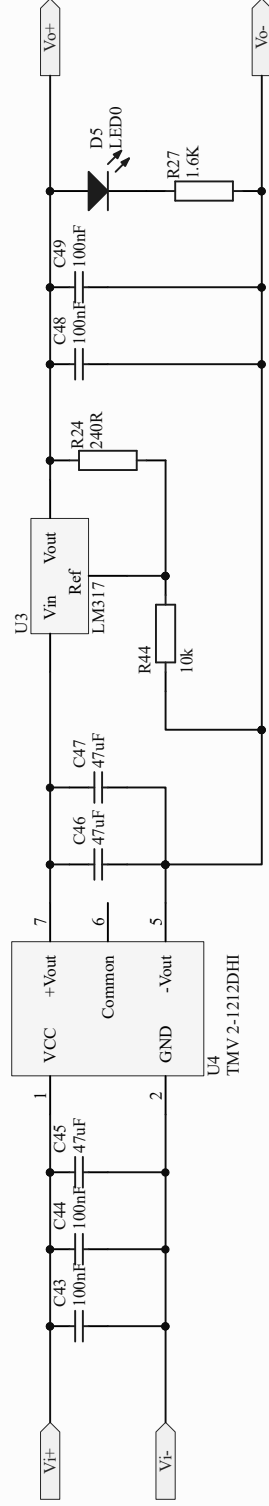 Vi+
Vi-
C43
100nF
C44
100nF
C45
47uF
1
2
VCC
+Vout
Common
GND
-Vout
U4
TMV 2-1212DHI
7
6
5
C46
47uF
C47
47uF
U3
Vin
Vout
Ref
LM317
R44
10k
R24
240R
C48
100nF
C49
100nF
D5
LED0
R27
1.6K
Vo+
Vo-